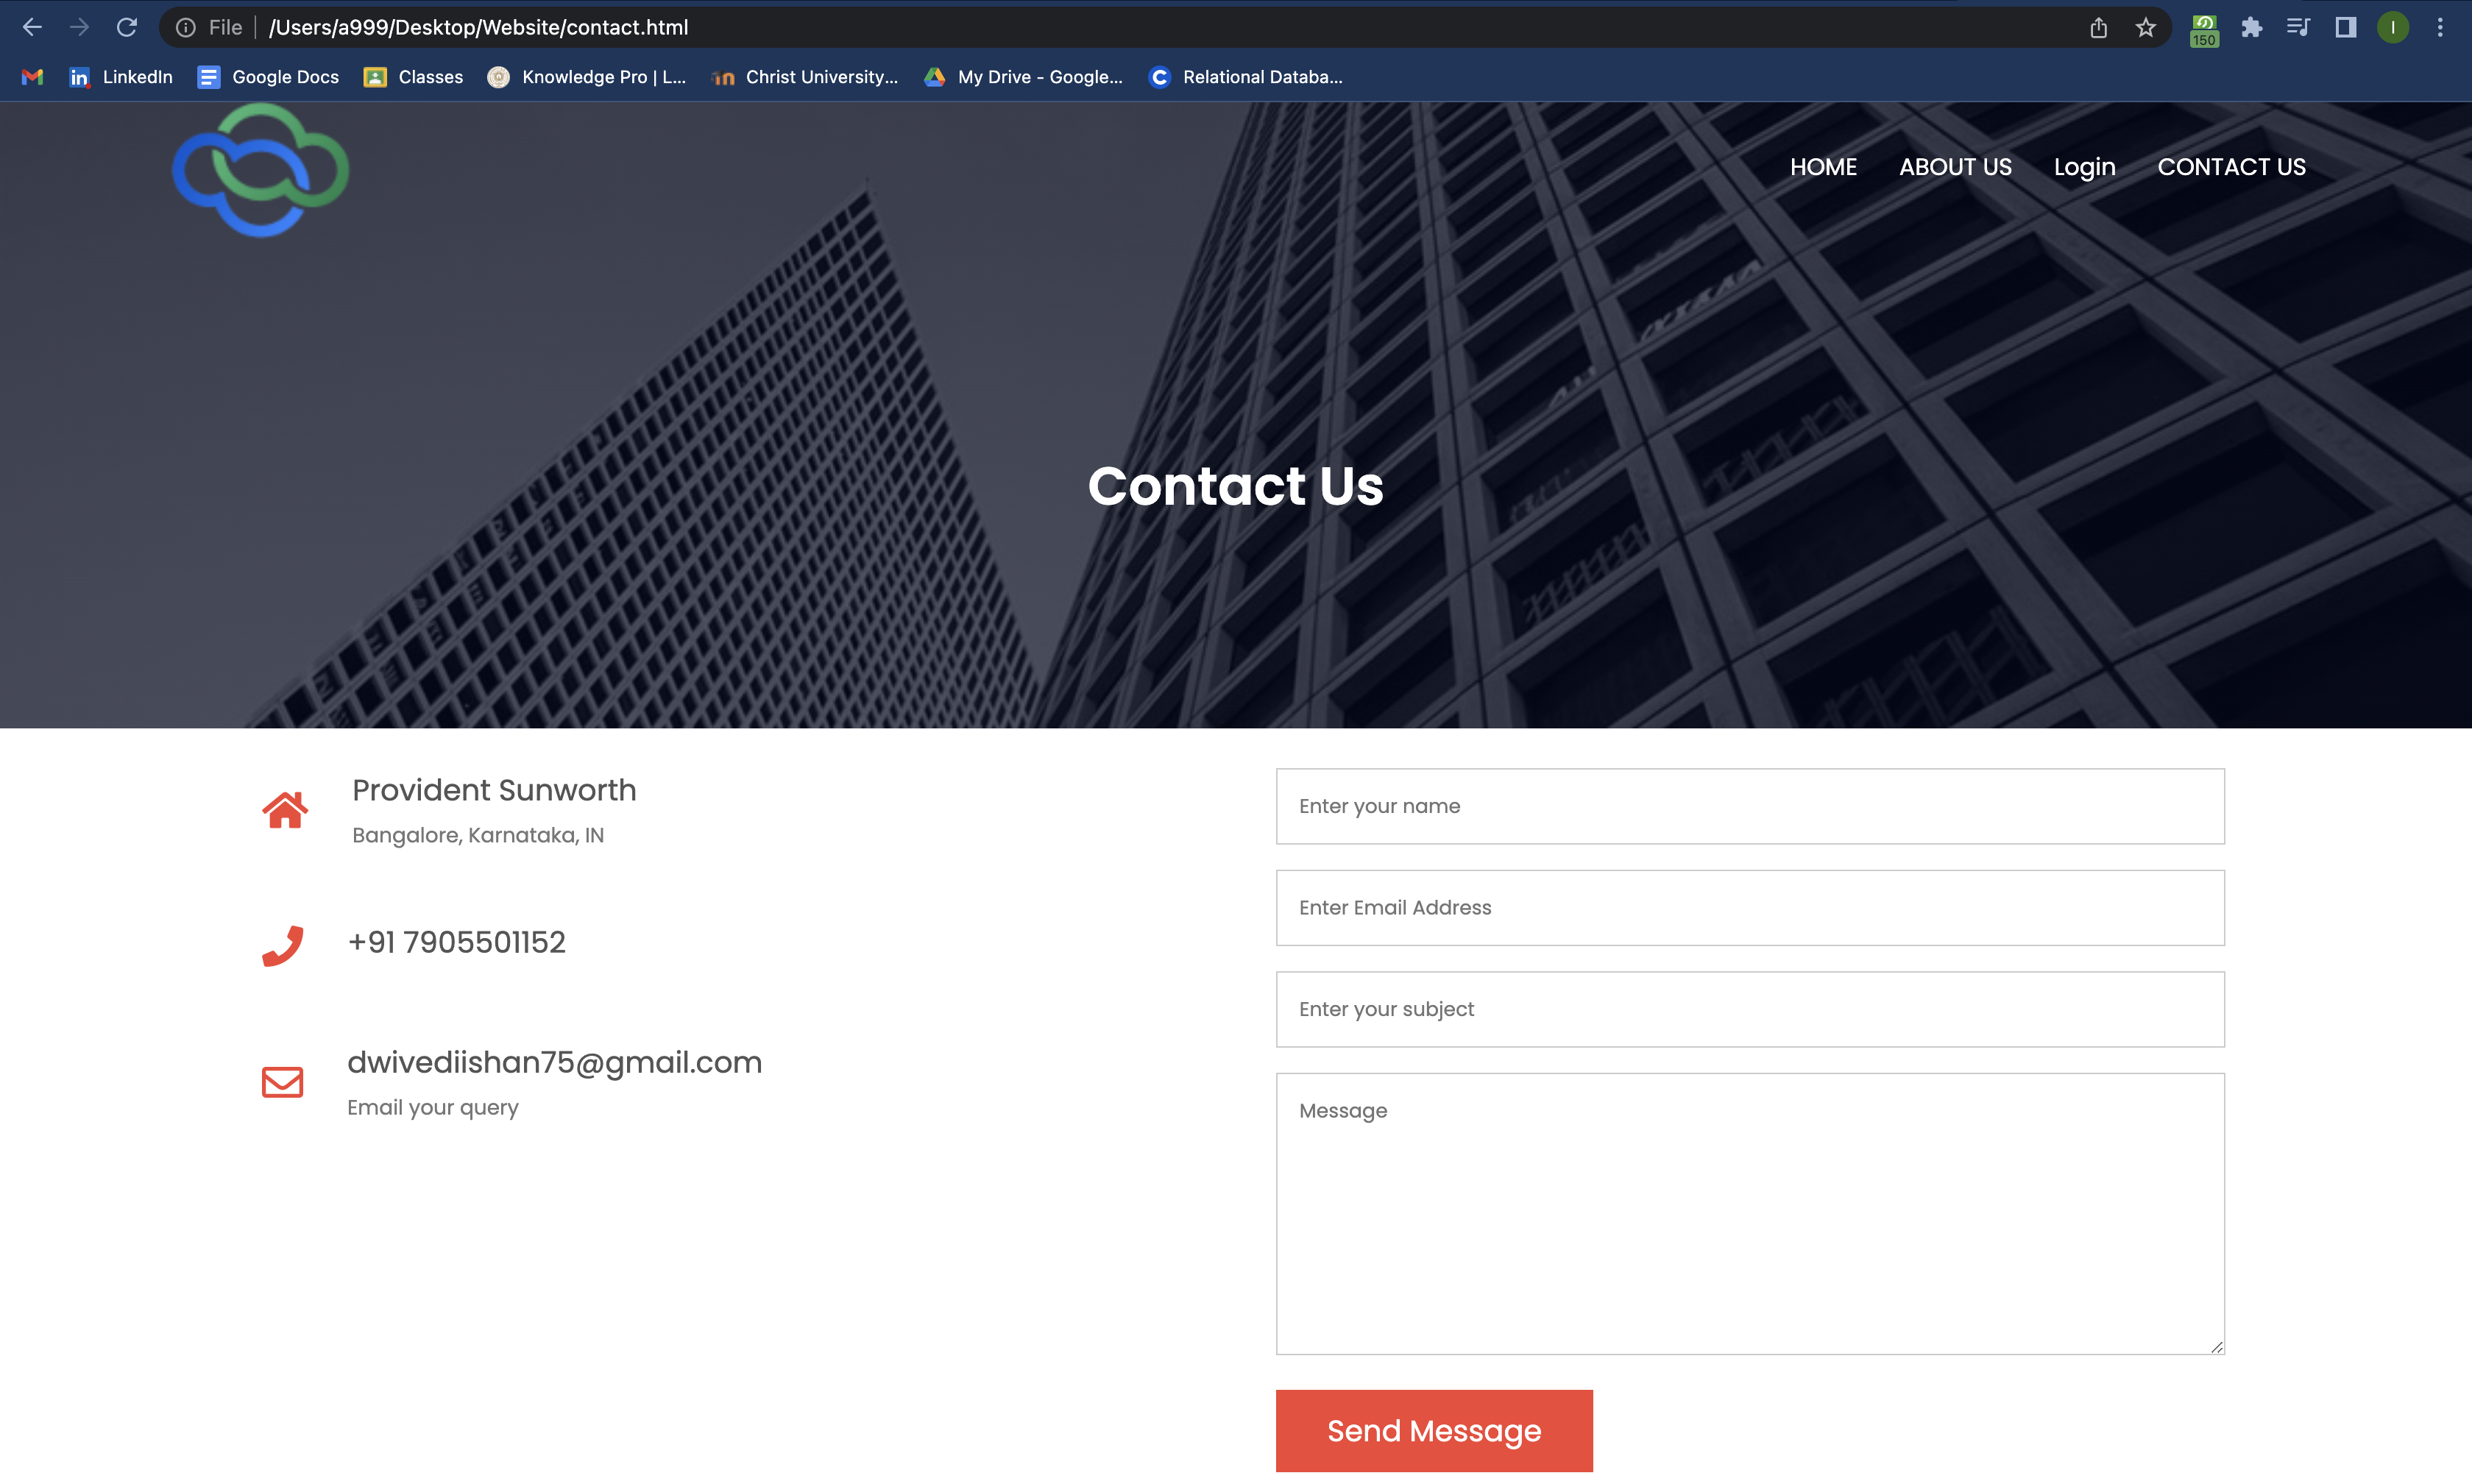 File | /Users/a999/Desktop/Website/contact.html
150
I
LinkedIn Google Docs Classes Knowledge Pro | L... Christ University... My Drive - Google... Relational Databa...
HOME ABOUT US Login CONTACT US
Contact Us
Provident Sunworth
Bangalore, Karnataka, IN
+91 7905501152
dwivediishan75@gmail.com
Email your query
Enter your name
Enter Email Address
Enter your subject
Message
Send Message